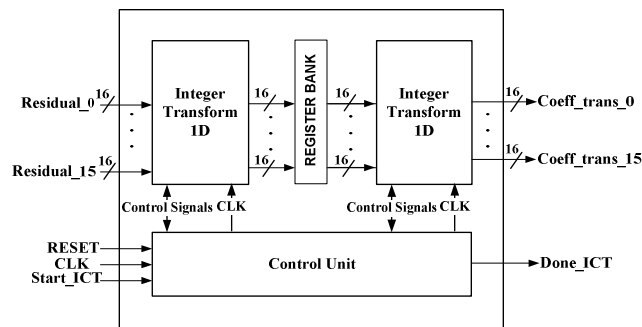 16
Residual_0
16
Residual_15
Integer
Transform
1D
16
16
REGISTER BANK
16
16
Integer
Transform
1D
16
Coeff_trans_0
16
Coeff_trans_15
Control Signals
CLK
Control Signals
CLK
RESET
CLK
Start_ICT
Control Unit
Done_ICT